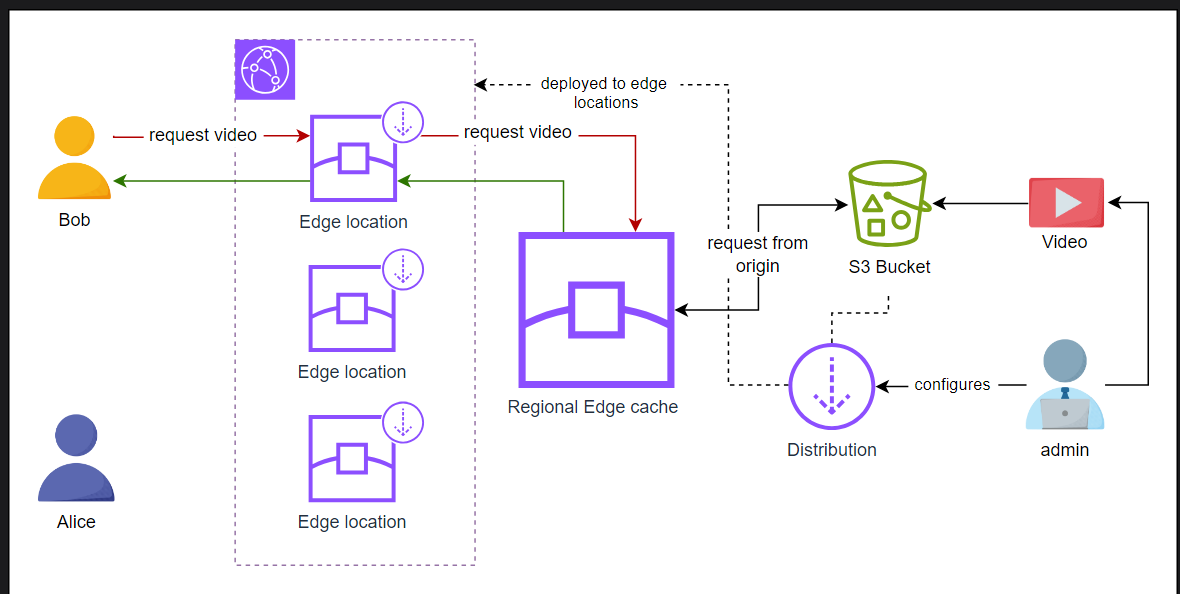 deployed to edge
locations
request video
request video
Bob
Edge location
request from
origin
S3 Bucket
Video
Edge location
Regional Edge cache
configures
Distribution
admin
Alice
Edge location